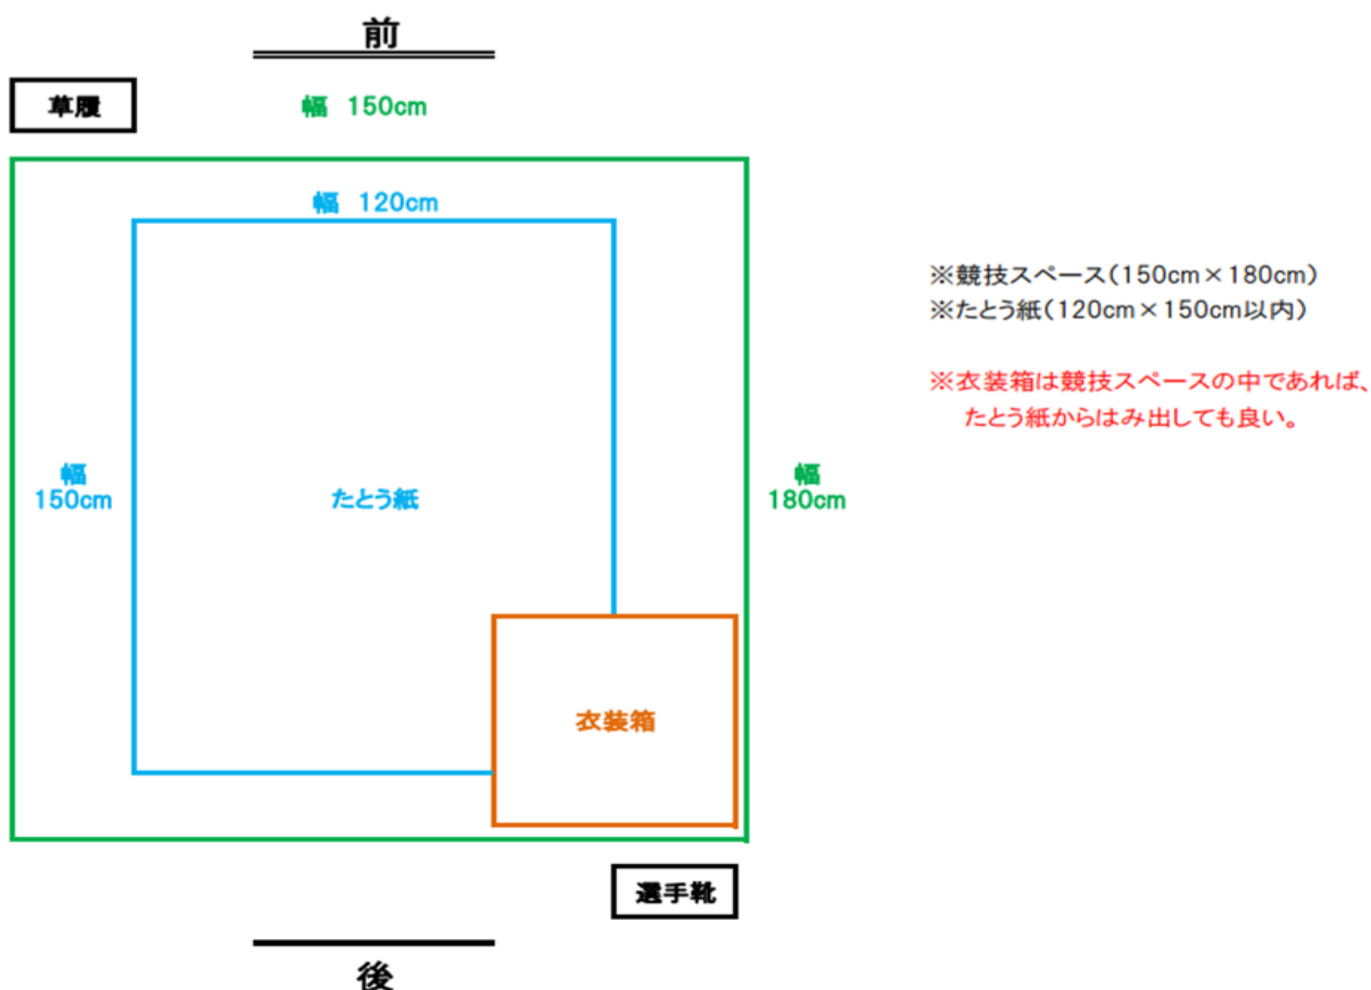 前
草履
幅 150cm
幅 120cm
※競技スペース(150cm×180cm)
※たとう紙(120cm×150cm以内)
※衣装箱は競技スペースの中であれば、
たとう紙からはみ出しても良い。
幅
150cm
たとう紙
幅
180cm
衣装箱
選手靴
後